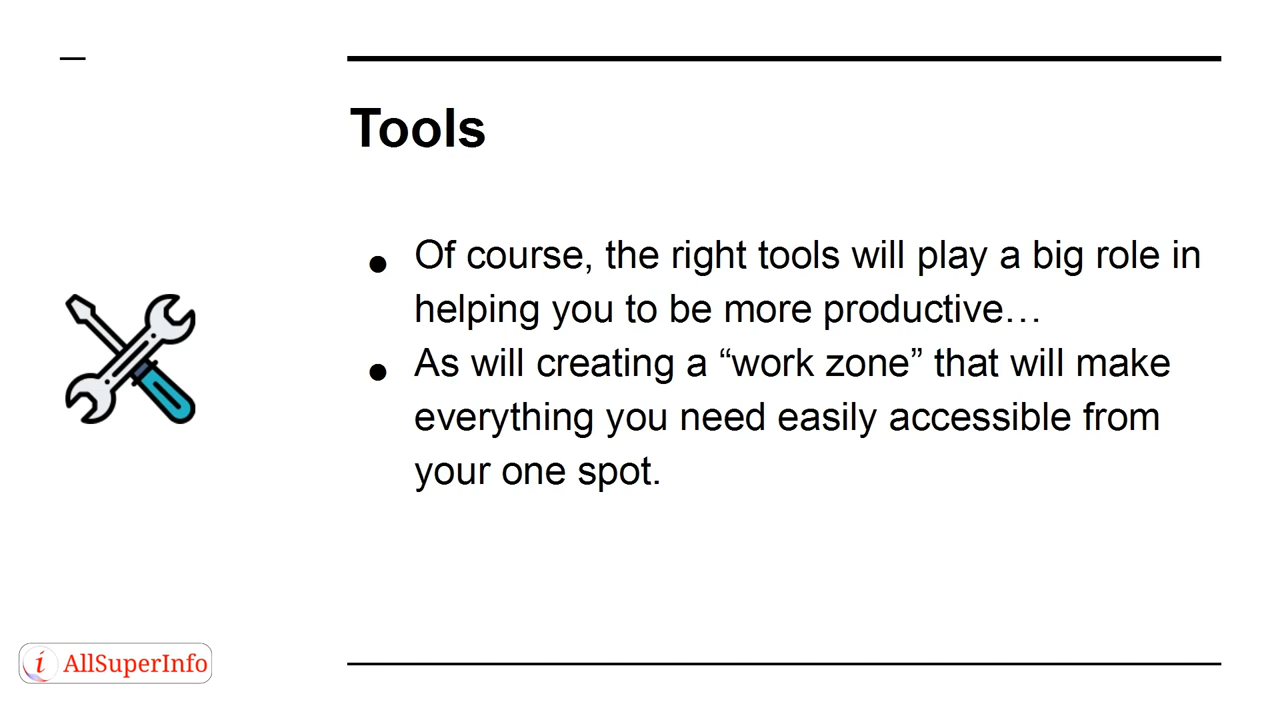 Tools
● Of course, the right tools will play a big role in
helping you to be more productive…
● As will creating a “work zone” that will make
everything you need easily accessible from
your one spot.
i AllSuperInfo